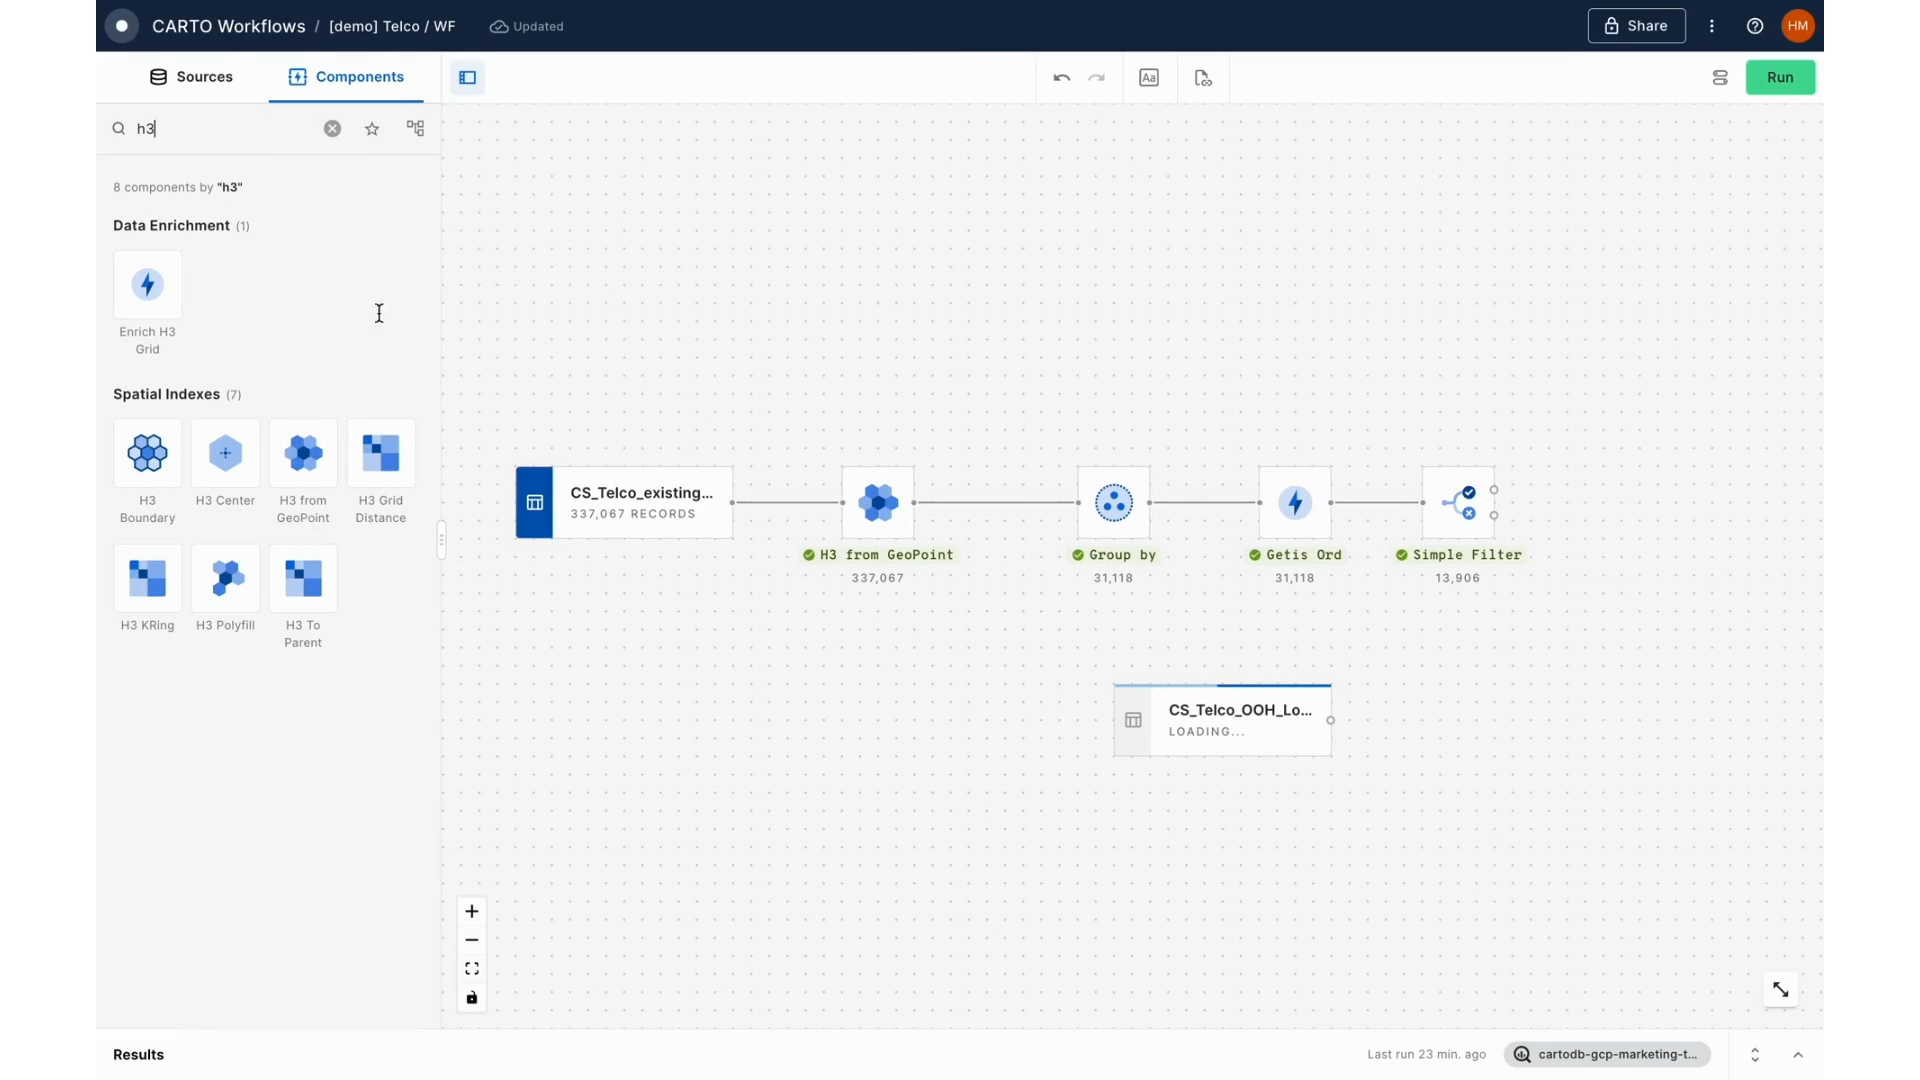 CARTO Workflows / [demo] Telco / WF
Updated
Share
HM
Sources
Components
Aa
Run
h3
8 components by "h3"
Data Enrichment (1)
Enrich H3
Grid
Spatial Indexes (7)
H3
Boundary
H3 Center
H3 from
GeoPoint
H3 Grid
Distance
H3 KRing
H3 Polyfill
H3 To
Parent
CS_Telco_existing...
337,067 RECORDS
H3 from GeoPoint
337,067
Group by
31,118
Getis Ord
31,118
Simple Filter
13,906
CS_Telco_OOH_Lo...
LOADING...
Results
Last run 23 min. ago
cartodb-gcp-marketing-t...